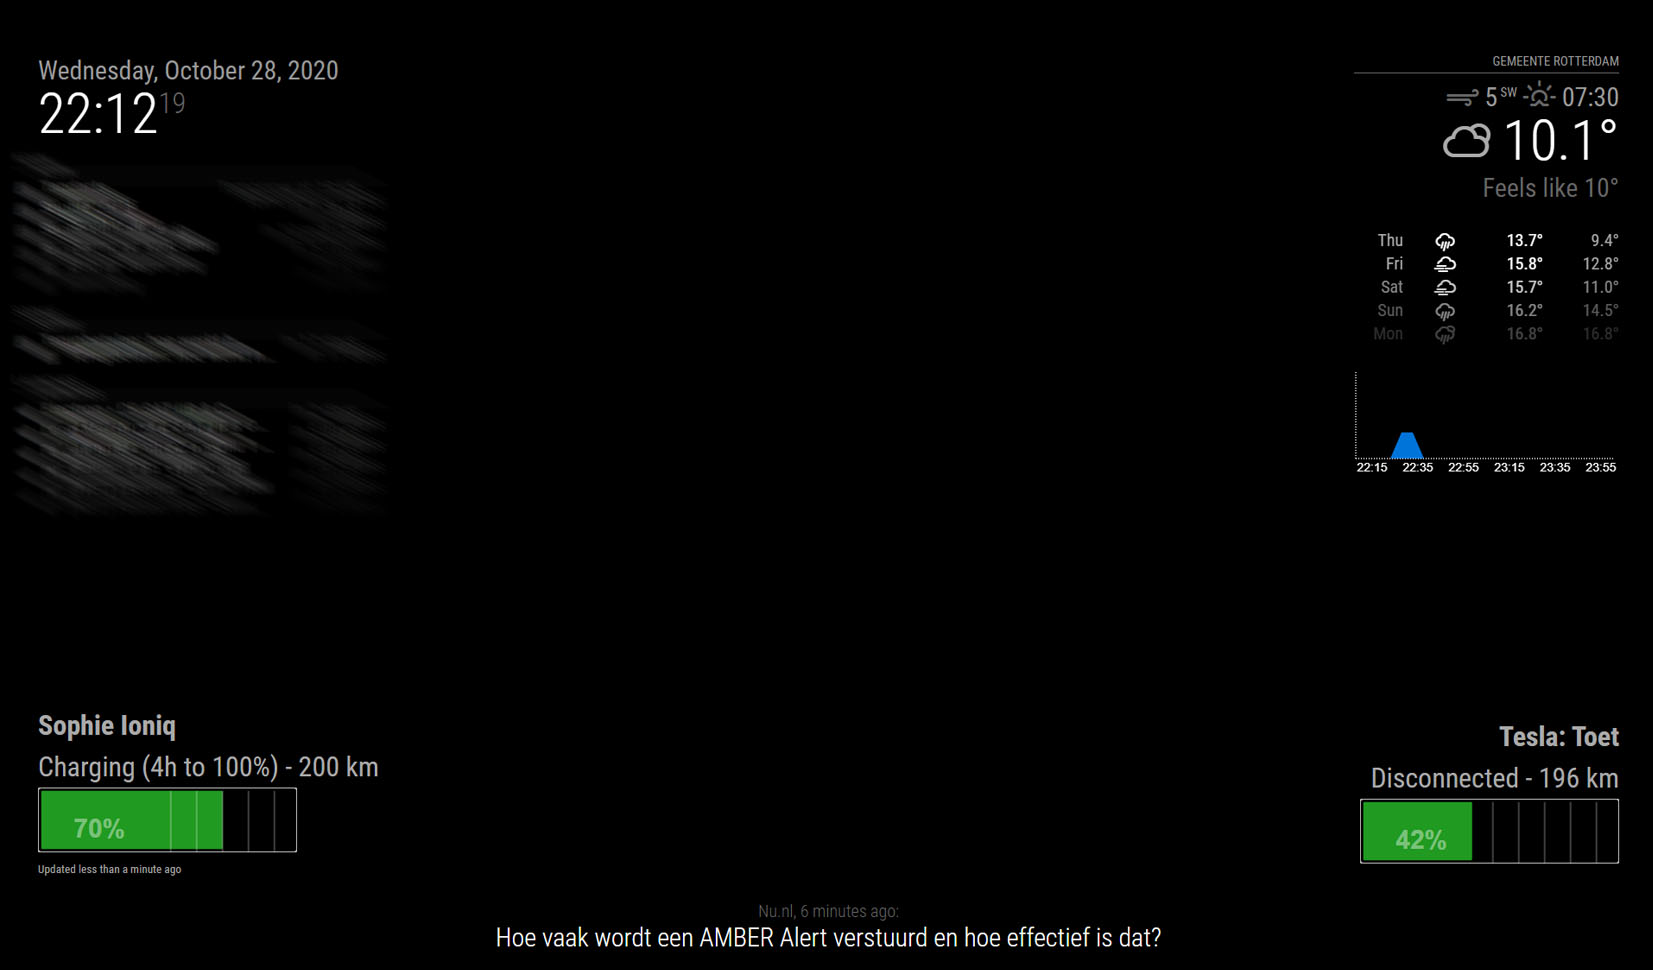 Wednesday, October 28, 2020
22:12 19
GEMEENTE ROTTERDAM
5 SW 07:30
10.1°
Feels like 10°
Thu 13.7° 9.4°
Fri 15.8° 12.8°
Sat 15.7° 11.0°
Sun 16.2° 14.5°
Mon 16.8° 16.8°
22:15 22:35 22:55 23:15 23:35 23:55
Sophie Ioniq
Charging (4h to 100%) - 200 km
70%
Updated less than a minute ago
Tesla: Toet
Disconnected - 196 km
42%
Nu.nl, 6 minutes ago:
Hoe vaak wordt een AMBER Alert verstuurd en hoe effectief is dat?